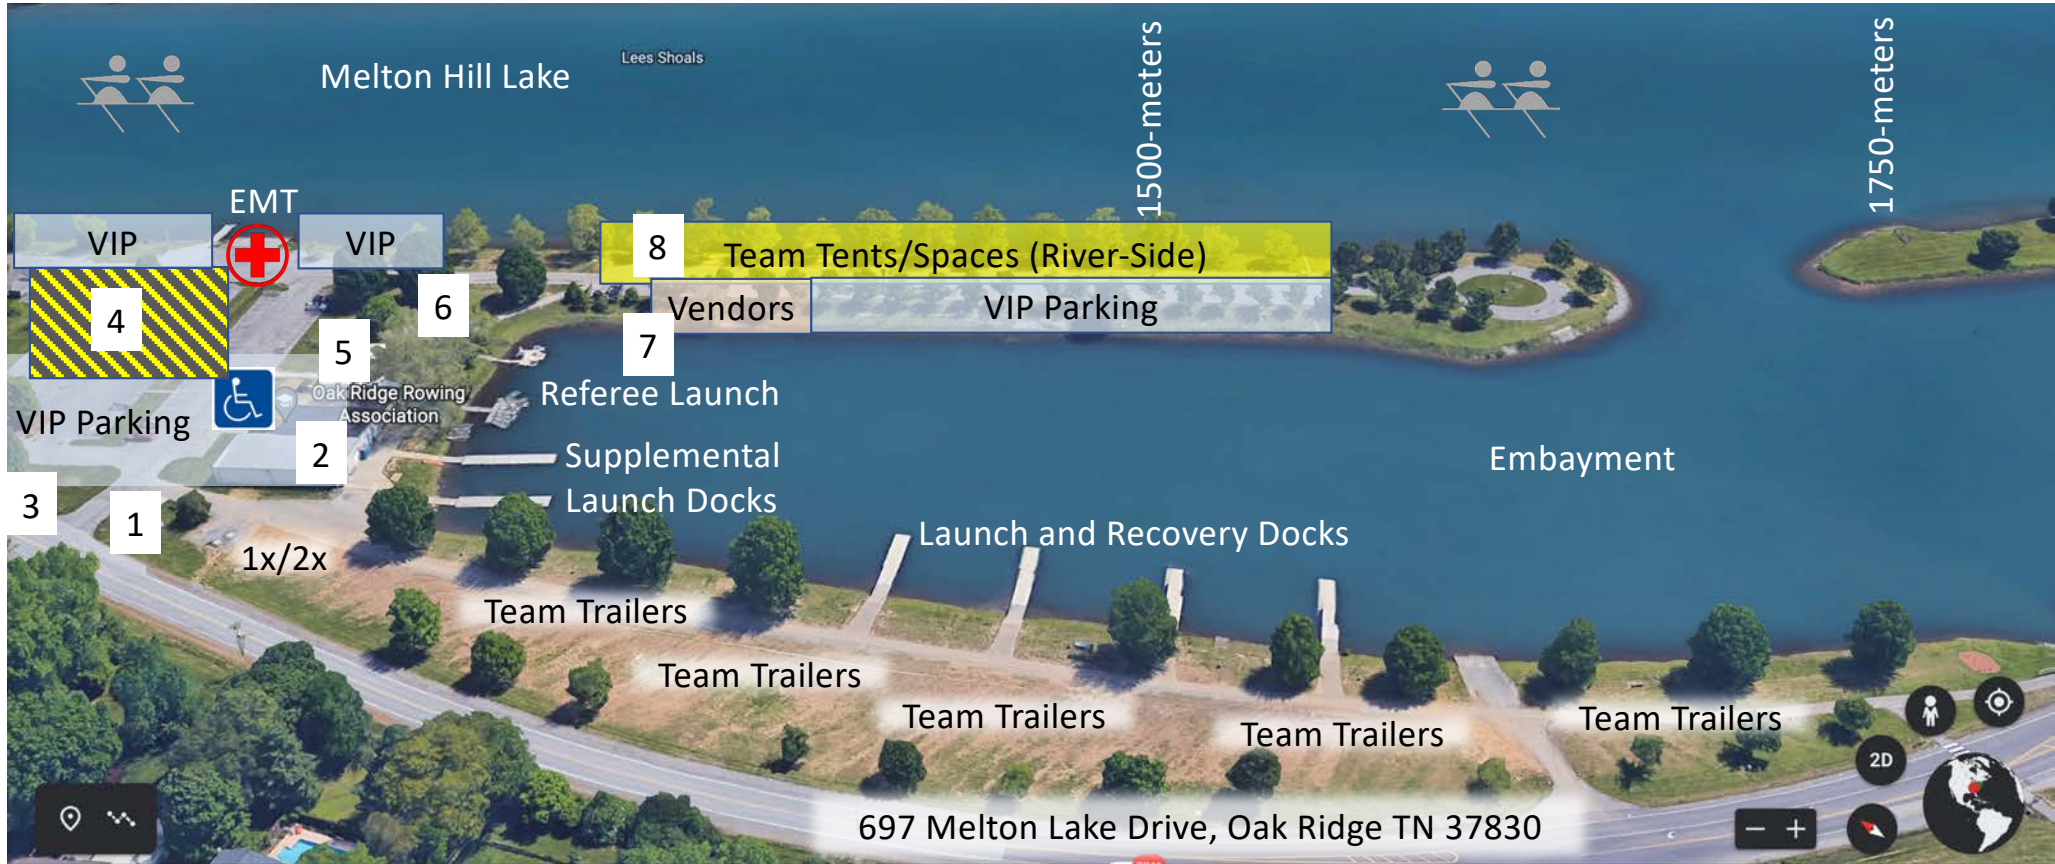 Lees Shoals
Melton Hill Lake
1500-meters
1750-meters
EMT
VIP
VIP
8
Team Tents/Spaces (River-Side)
4
6
Vendors
VIP Parking
5
7
Oak Ridge Rowing
Association
Referee Launch
VIP Parking
2
Supplemental
Launch Docks
Embayment
3
1
Launch and Recovery Docks
1x/2x
Team Trailers
Team Trailers
Team Trailers
Team Trailers
Team Trailers
2D
697 Melton Lake Drive, Oak Ridge TN 37830